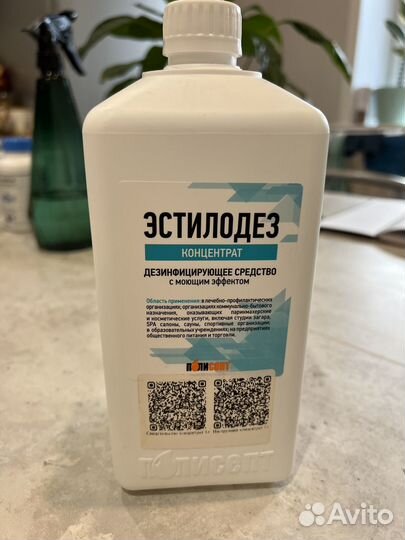 ЭСТИЛОДЕЗ
КОНЦЕНТРАТ
ДЕЗИНФИЦИРУЮЩЕЕ СРЕДСТВО
С МОЮЩИМ ЭФФЕКТОМ
Область применения: в лечебно-профилактических
организациях; организациях коммунально-бытового
назначения, оказывающих парикмахерские
и косметические услуги, включая студии загара,
SPA салоны, сауны, спортивные организации;
в образовательных учреждениях; на предприятиях
общественного питания и торговли.
ПОЛИСЕПТ
ПОЛИСЕПТ
Avito